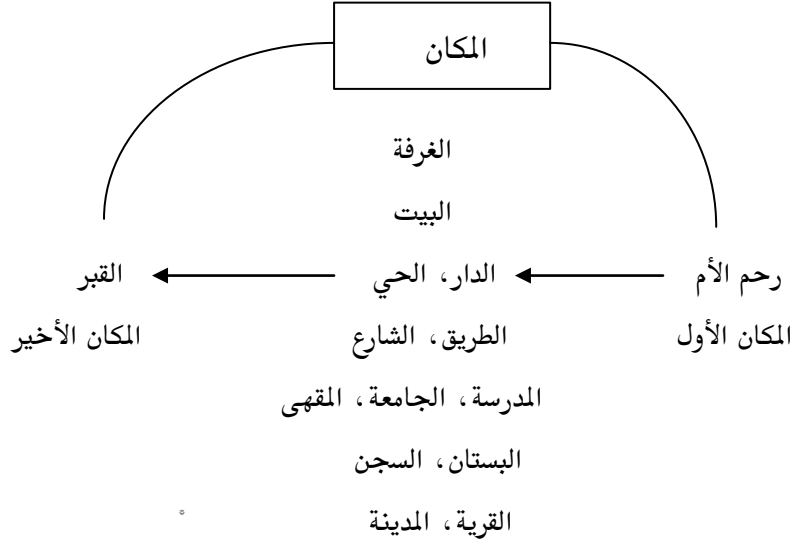 المكان
الغرفة
البيت
رحم الأم
الدار، الحي
القبر
المكان الأول
الطريق، الشارع
المكان الأخير
المدرسة، الجامعة، المقهى
البستان، السجن
القرية، المدينة